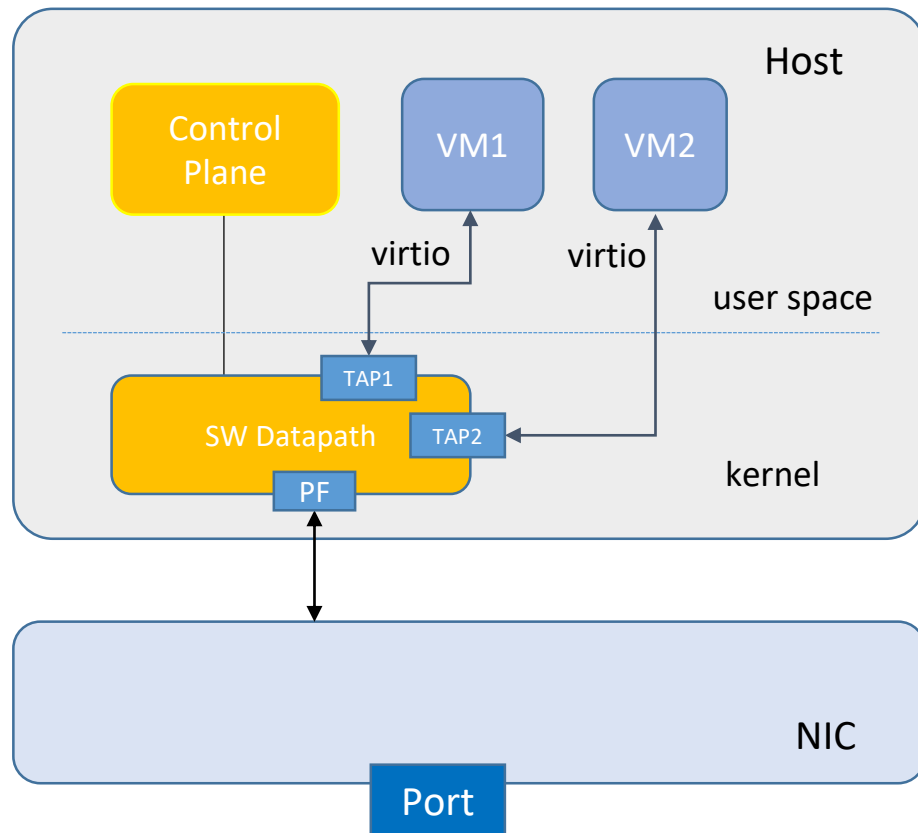 Host
Control
Plane
VM1
VM2
virtio
virtio
user space
TAP1
SW Datapath
TAP2
kernel
PF
NIC
Port